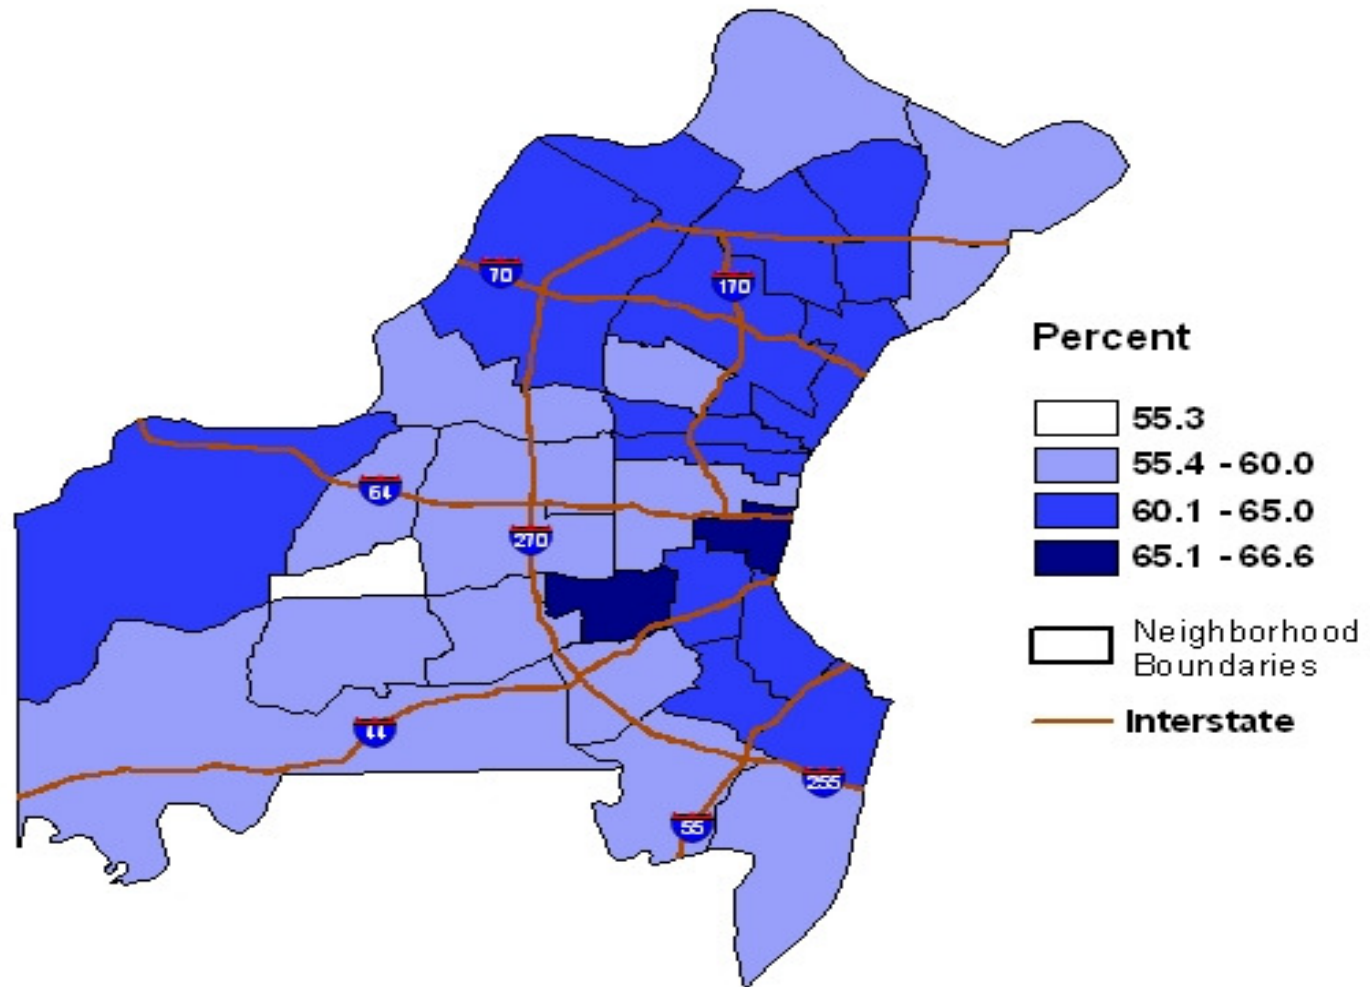 70
170
64
270
44
255
55
Percent
55.3
55.4 - 60.0
60.1 - 65.0
65.1 - 66.6
Neighborhood
Boundaries
Interstate